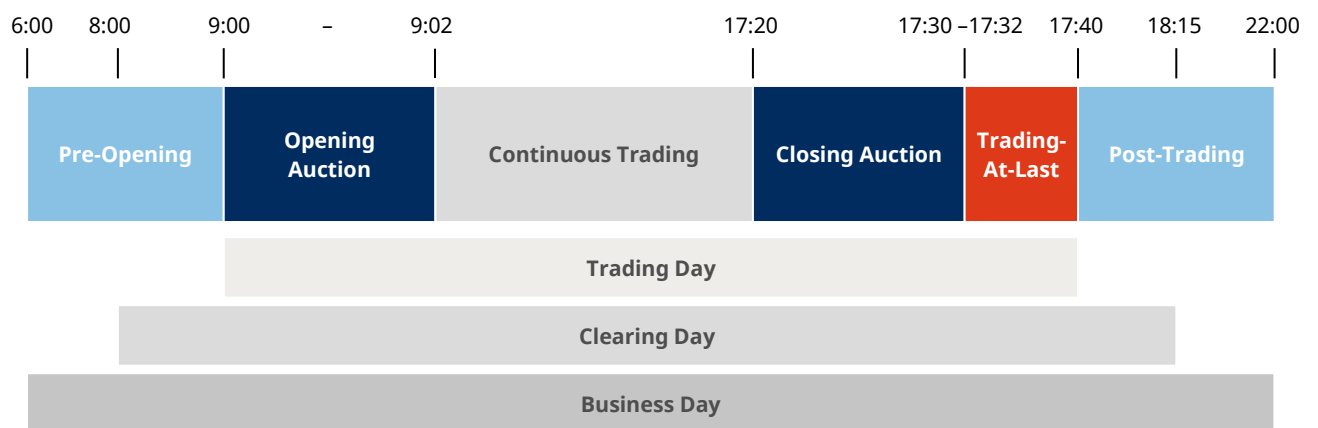 6:00 8:00 9:00 – 9:02 17:20 17:30 –17:32 17:40 18:15 22:00
Pre-Opening
Opening
Auction
Continuous Trading
Closing Auction
Trading-
At-Last
Post-Trading
Trading Day
Clearing Day
Business Day